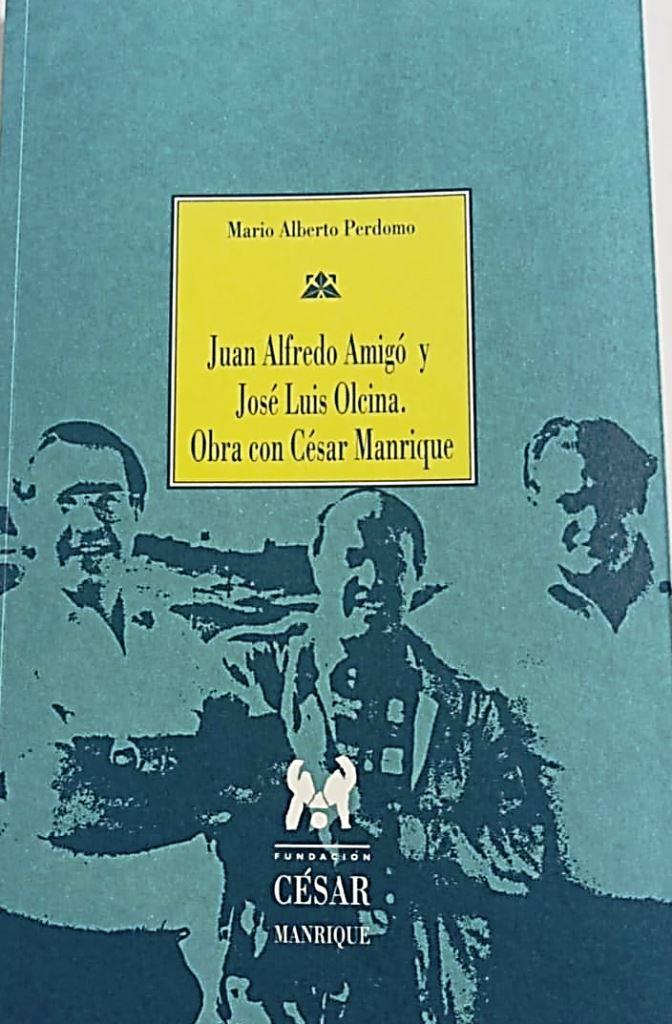 Mario Alberto Perdomo
Juan Alfredo Amigó y
José Luis Olcina.
Obra con César Manrique
FUNDACIÓN
CÉSAR
MANRIQUE